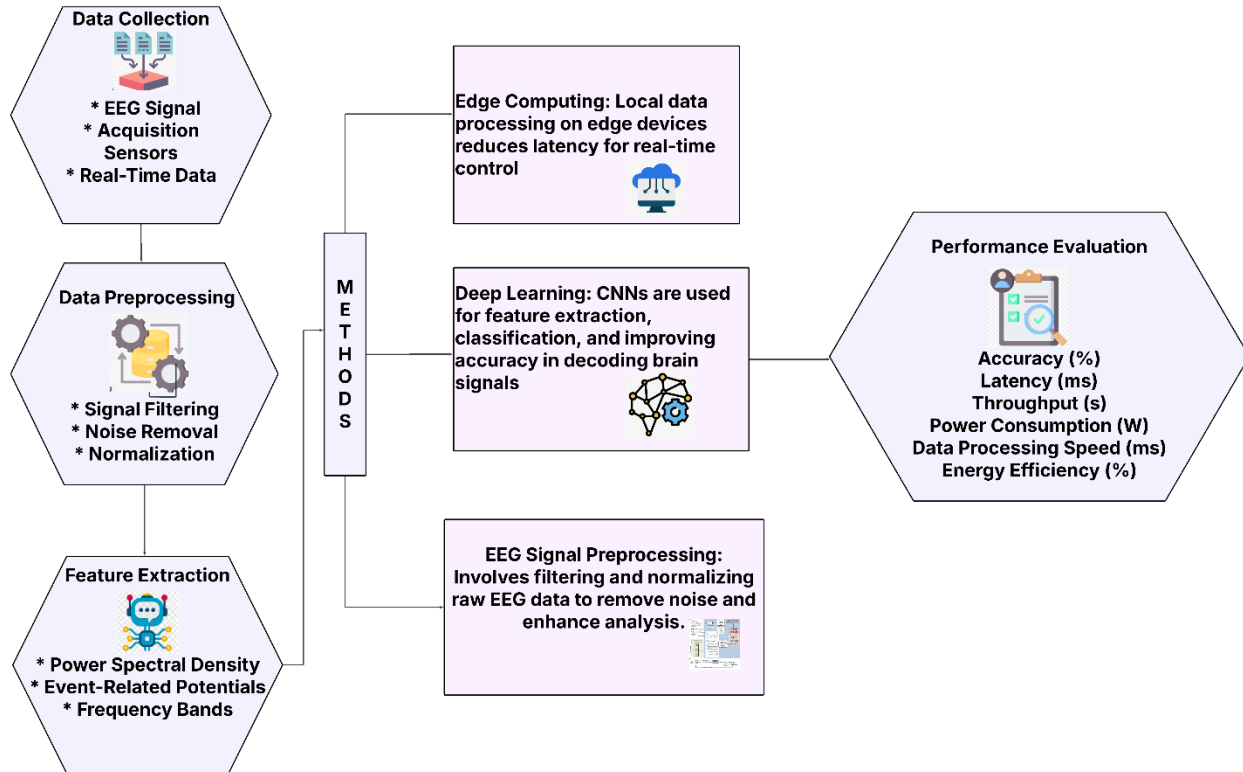 Data Collection
* EEG Signal
* Acquisition
Sensors
* Real-Time Data
Data Preprocessing
* Signal Filtering
* Noise Removal
* Normalization
Feature Extraction
* Power Spectral Density
* Event-Related Potentials
* Frequency Bands
M
E
T
H
O
D
S
Edge Computing: Local data
processing on edge devices
reduces latency for real-time
control
Deep Learning: CNNs are used
for feature extraction,
classification, and improving
accuracy in decoding brain
signals
EEG Signal Preprocessing:
Involves filtering and normalizing
raw EEG data to remove noise and
enhance analysis.
Performance Evaluation
Accuracy (%)
Latency (ms)
Throughput (s)
Power Consumption (W)
Data Processing Speed (ms)
Energy Efficiency (%)